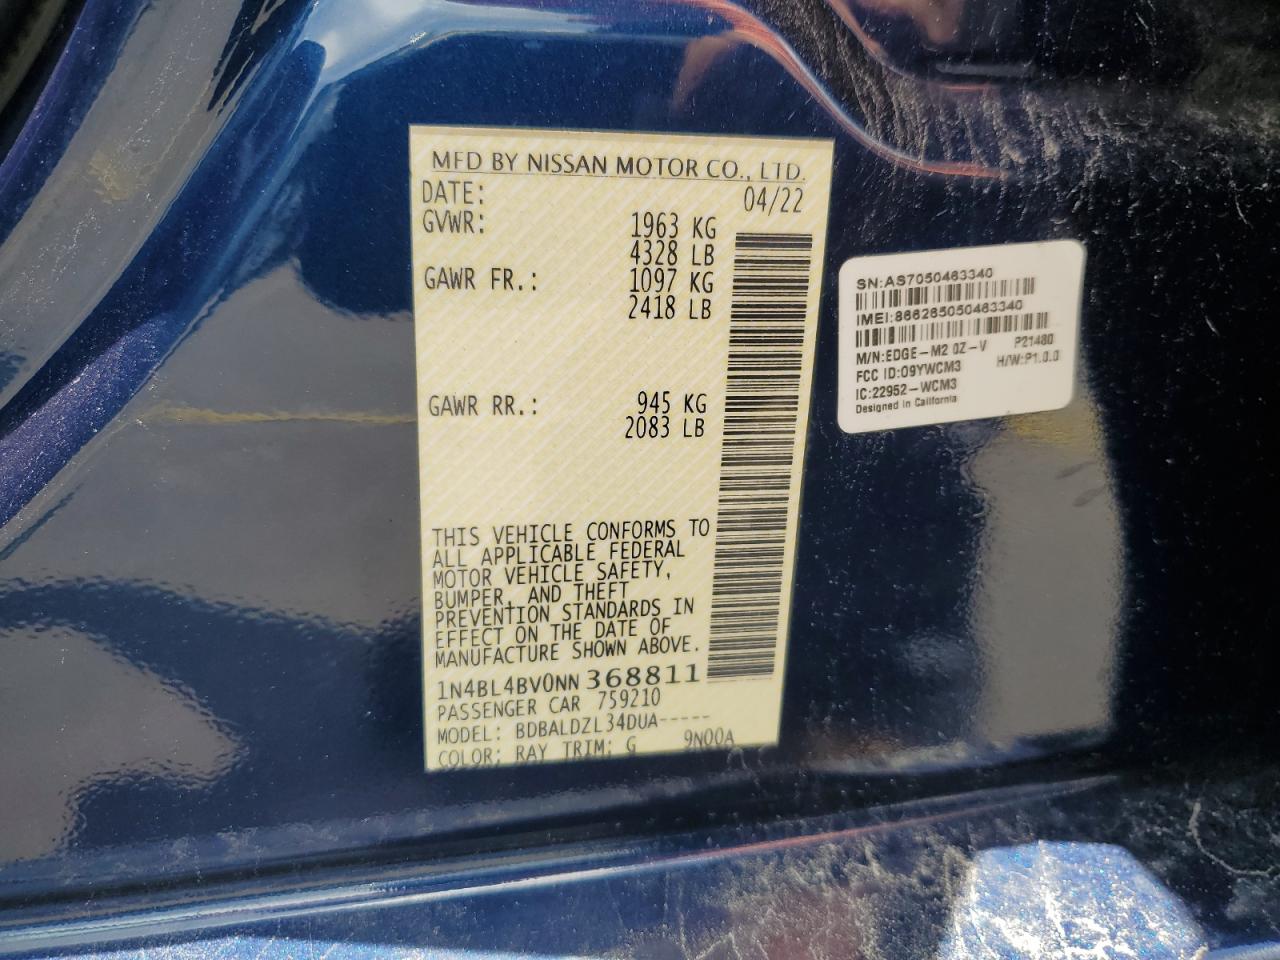 MFD BY NISSAN MOTOR CO., LTD.
DATE: 04/22
GVWR: 1963 KG
4328 LB
GAWR FR.: 1097 KG
2418 LB
GAWR RR.: 945 KG
2083 LB
THIS VEHICLE CONFORMS TO
ALL APPLICABLE FEDERAL
MOTOR VEHICLE SAFETY,
BUMPER, AND THEFT
PREVENTION STANDARDS IN
EFFECT ON THE DATE OF
MANUFACTURE SHOWN ABOVE.
1N4BL4BV0NN368811
PASSENGER CAR 759210
MODEL: BDBALDZL34DUA-----
COLOR: RAY TRIM: G 9N00A
SN:AS7050463340
IMEI:866265050463340
M/N:EDGE-M2 0Z-V P21480
FCC ID:09YWCM3 H/W:P1.0.0
IC:22952-WCM3
Designed in California